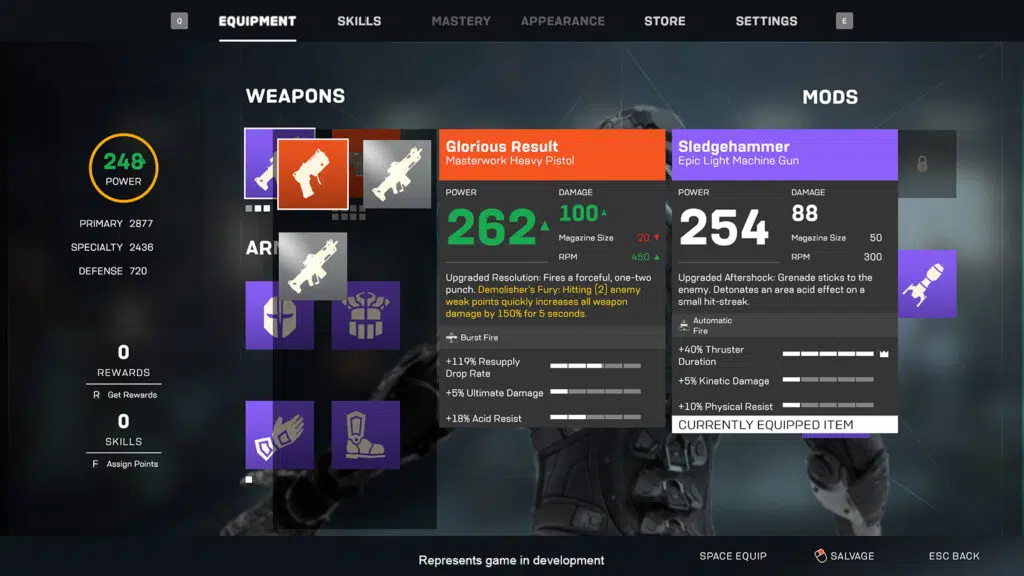 Q EQUIPMENT SKILLS MASTERY APPEARANCE STORE SETTINGS E
WEAPONS
MODS
248
POWER
PRIMARY 2877
SPECIALTY 2436
DEFENSE 720
0
REWARDS
R Get Rewards
0
SKILLS
F Assign Points
Glorious Result
Masterwork Heavy Pistol
POWER
262
DAMAGE
100
Magazine Size 20
RPM 450
Upgraded Resolution: Fires a forceful, one-two
punch. Demolisher's Fury: Hitting (2) enemy
weak points quickly increases all weapon
damage by 150% for 5 seconds.
Burst Fire
+119% Resupply
Drop Rate
+5% Ultimate Damage
+18% Acid Resist
Sledgehammer
Epic Light Machine Gun
POWER
254
DAMAGE
88
Magazine Size 50
RPM 300
Upgraded Aftershock: Grenade sticks to the
enemy. Detonates an area acid effect on a
small hit-streak.
Automatic
Fire
+40% Thruster
Duration
+5% Kinetic Damage
+10% Physical Resist
CURRENTLY EQUIPPED ITEM
Represents game in development
SPACE EQUIP
SALVAGE
ESC BACK